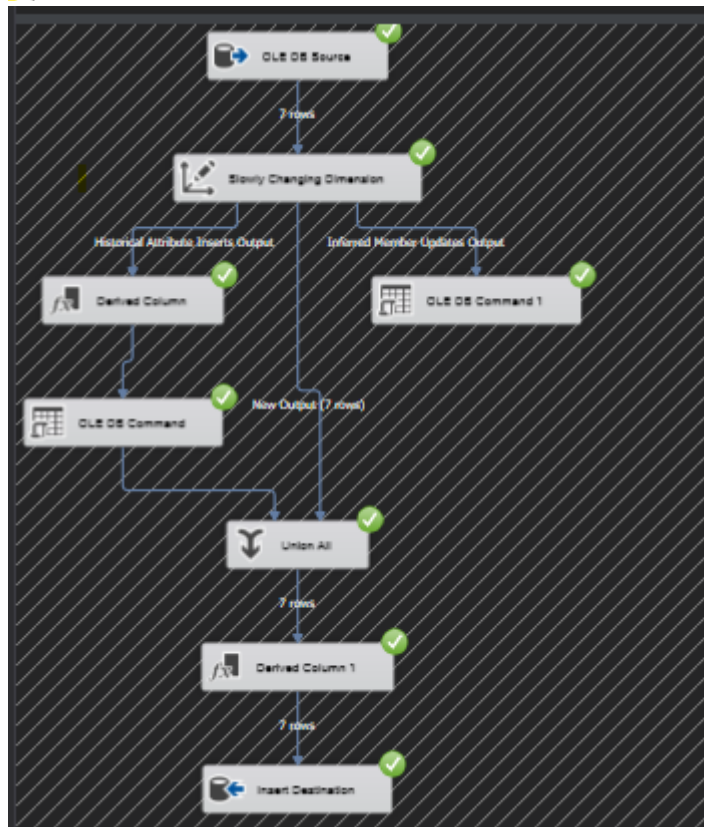 OLE DB Source
7 rows
Slowly Changing Dimension
Historical Attribute Inserts Output
Inferred Member Updates Output
fx
Derived Column
OLE DB Command 1
New Output (7 rows)
OLE DB Command
Union All
7 rows
fx
Derived Column 1
7 rows
Insert Destination